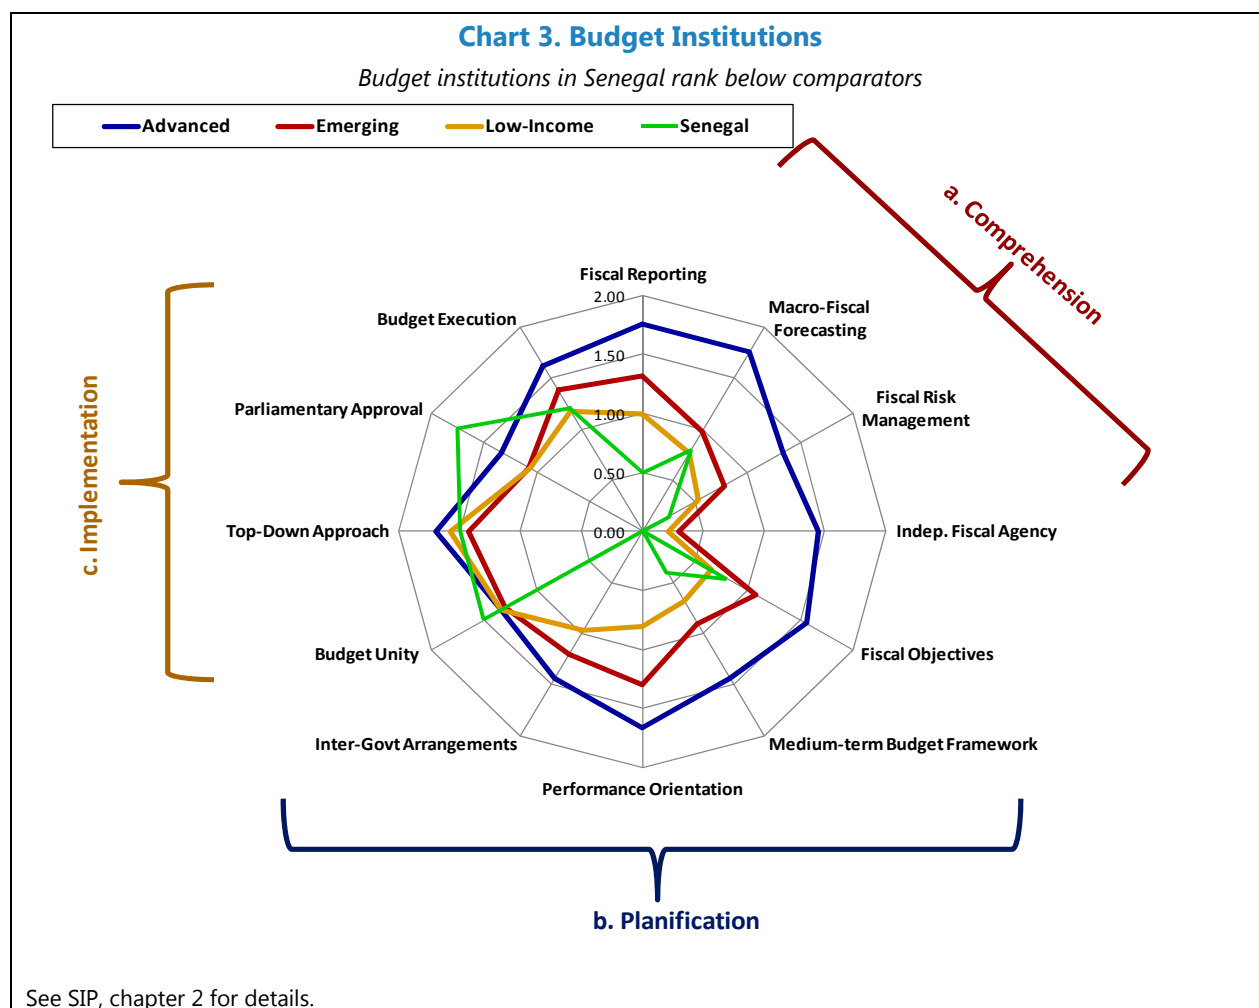 Chart 3. Budget Institutions
Budget institutions in Senegal rank below comparators
Advanced Emerging Low-Income Senegal
a. Comprehension
Fiscal Reporting
2.00
Macro-Fiscal
Forecasting
Budget Execution
1.50
Fiscal Risk
Management
Parliamentary Approval
1.00
0.50
c. Implementation
Top-Down Approach
0.00
Indep. Fiscal Agency
Budget Unity
Fiscal Objectives
Inter-Govt Arrangements
Medium-term Budget Framework
Performance Orientation
b. Planification
See SIP, chapter 2 for details.